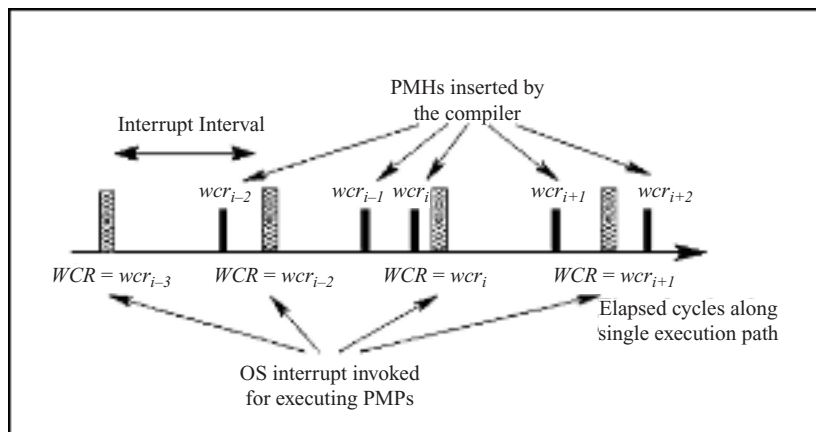 PMHs inserted by
the compiler
Interrupt Interval
wcr_{i–2} wcr_{i–1} wcr_i wcr_{i+1} wcr_{i+2}
WCR = wcr_{i–3} WCR = wcr_{i–2} WCR = wcr_i WCR = wcr_{i+1}
Elapsed cycles along
single execution path
OS interrupt invoked
for executing PMPs